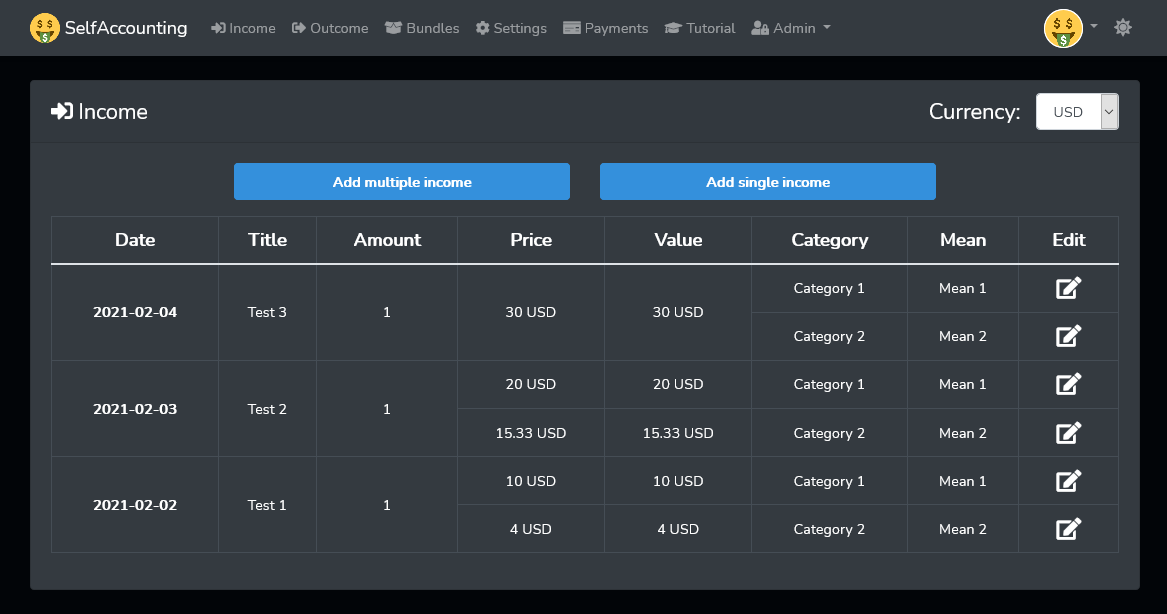 SelfAccounting Income Outcome Bundles Settings Payments Tutorial Admin
Income Currency: USD
Add multiple income Add single income
Date Title Amount Price Value Category Mean Edit
2021-02-04 Test 3 1 30 USD 30 USD Category 1 Mean 1
Category 2 Mean 2
2021-02-03 Test 2 1 20 USD 20 USD Category 1 Mean 1
15.33 USD 15.33 USD Category 2 Mean 2
2021-02-02 Test 1 1 10 USD 10 USD Category 1 Mean 1
4 USD 4 USD Category 2 Mean 2